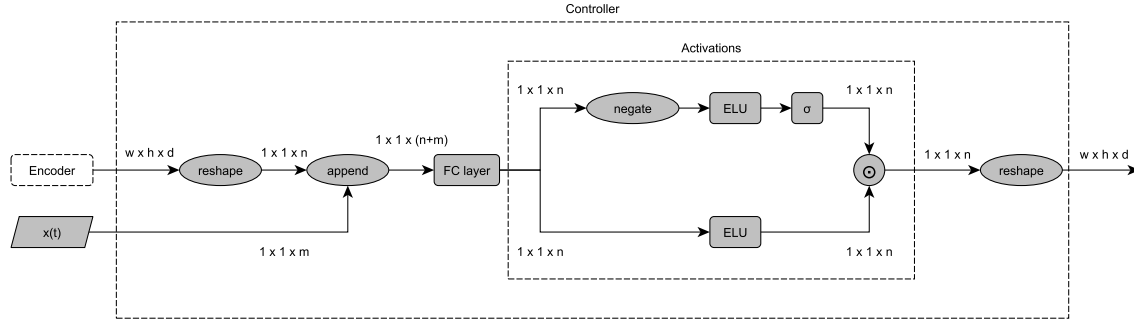 Controller
Activations
1 x 1 x n
1 x 1 x n
negate
ELU
σ
1 x 1 x (n+m)
w x h x d
1 x 1 x n
1 x 1 x n
w x h x d
Encoder
reshape
append
FC layer
⊙
reshape
x(t)
ELU
1 x 1 x m
1 x 1 x n
1 x 1 x n